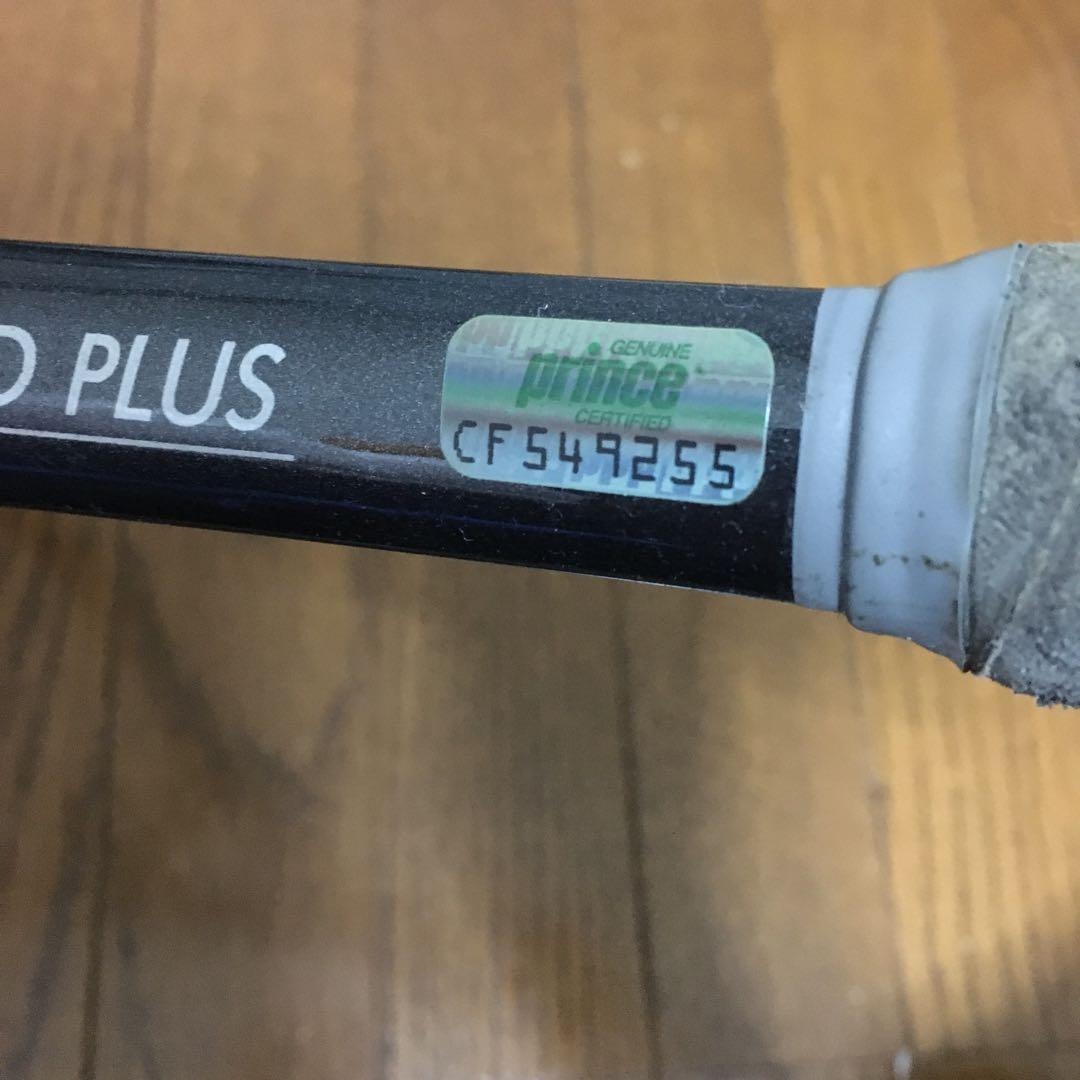 D PLUS
GENUINE
prince
CERTIFIED
CF549255